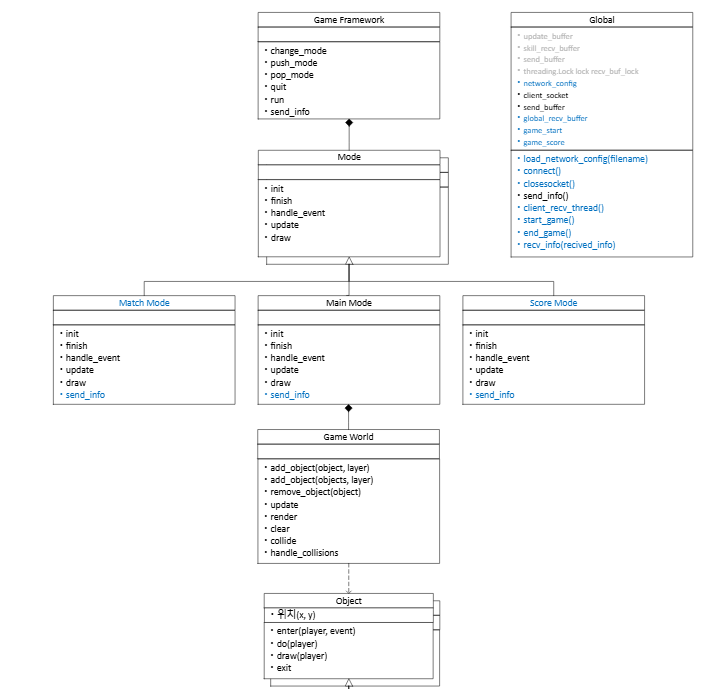 Game Framework
• change_mode
• push_mode
• pop_mode
• quit
• run
• send_info
Global
• update_buffer
• skill_recv_buffer
• send_buffer
• threading.Lock lock recv_buf_lock
• network_config
• client_socket
• send_buffer
• global_recv_buffer
• game_start
• game_score
• load_network_config(filename)
• connect()
• closesocket()
• send_info()
• client_recv_thread()
• start_game()
• end_game()
• recv_info(recived_info)
Mode
• init
• finish
• handle_event
• update
• draw
Match Mode
• init
• finish
• handle_event
• update
• draw
• send_info
Main Mode
• init
• finish
• handle_event
• update
• draw
• send_info
Score Mode
• init
• finish
• handle_event
• update
• draw
• send_info
Game World
• add_object(object, layer)
• add_object(objects, layer)
• remove_object(object)
• update
• render
• clear
• collide
• handle_collisions
Object
• 위치(x, y)
• enter(player, event)
• do(player)
• draw(player)
• exit